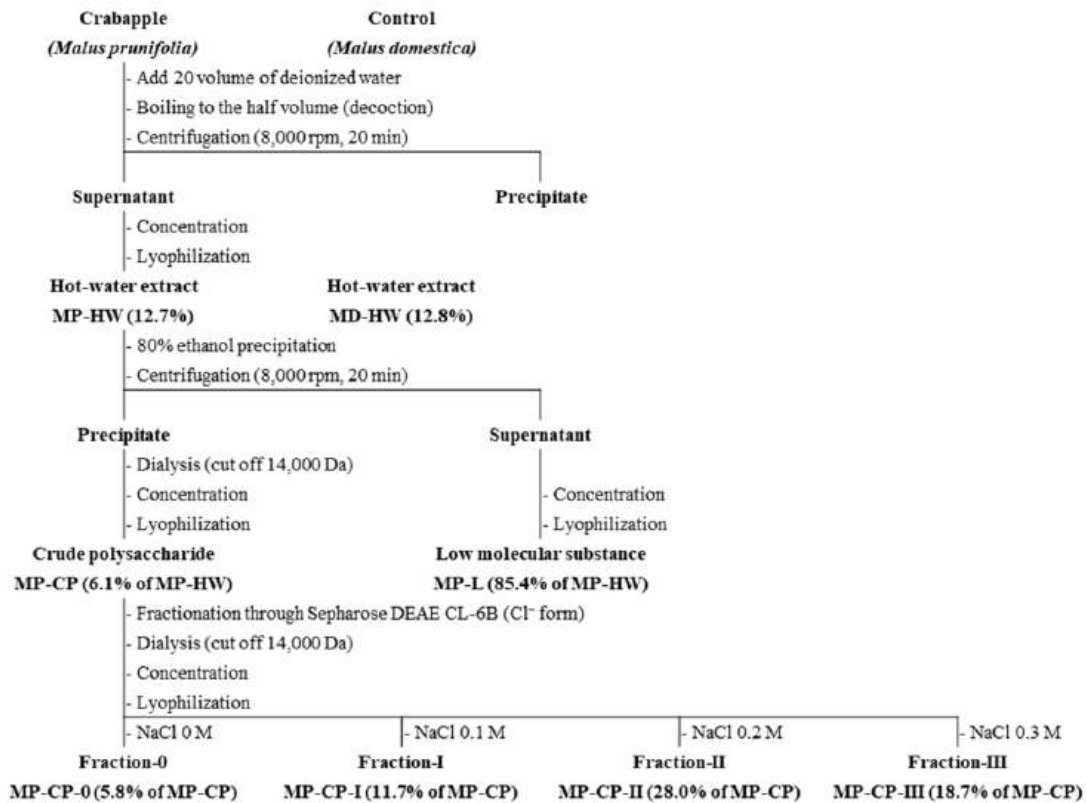 Crabapple Control
(Malus prunifolia) (Malus domestica)
- Add 20 volume of deionized water
- Boiling to the half volume (decoction)
- Centrifugation (8,000 rpm, 20 min)
Supernatant Precipitate
- Concentration
- Lyophilization
Hot-water extract Hot-water extract
MP-HW (12.7%) MD-HW (12.8%)
- 80% ethanol precipitation
- Centrifugation (8,000 rpm, 20 min)
Precipitate Supernatant
- Dialysis (cut off 14,000 Da)
- Concentration - Concentration
- Lyophilization - Lyophilization
Crude polysaccharide Low molecular substance
MP-CP (6.1% of MP-HW) MP-L (85.4% of MP-HW)
- Fractionation through Sepharose DEAE CL-6B (Cl⁻ form)
- Dialysis (cut off 14,000 Da)
- Concentration
- Lyophilization
- NaCl 0 M - NaCl 0.1 M - NaCl 0.2 M - NaCl 0.3 M
Fraction-0 Fraction-I Fraction-II Fraction-III
MP-CP-0 (5.8% of MP-CP) MP-CP-I (11.7% of MP-CP) MP-CP-II (28.0% of MP-CP) MP-CP-III (18.7% of MP-CP)